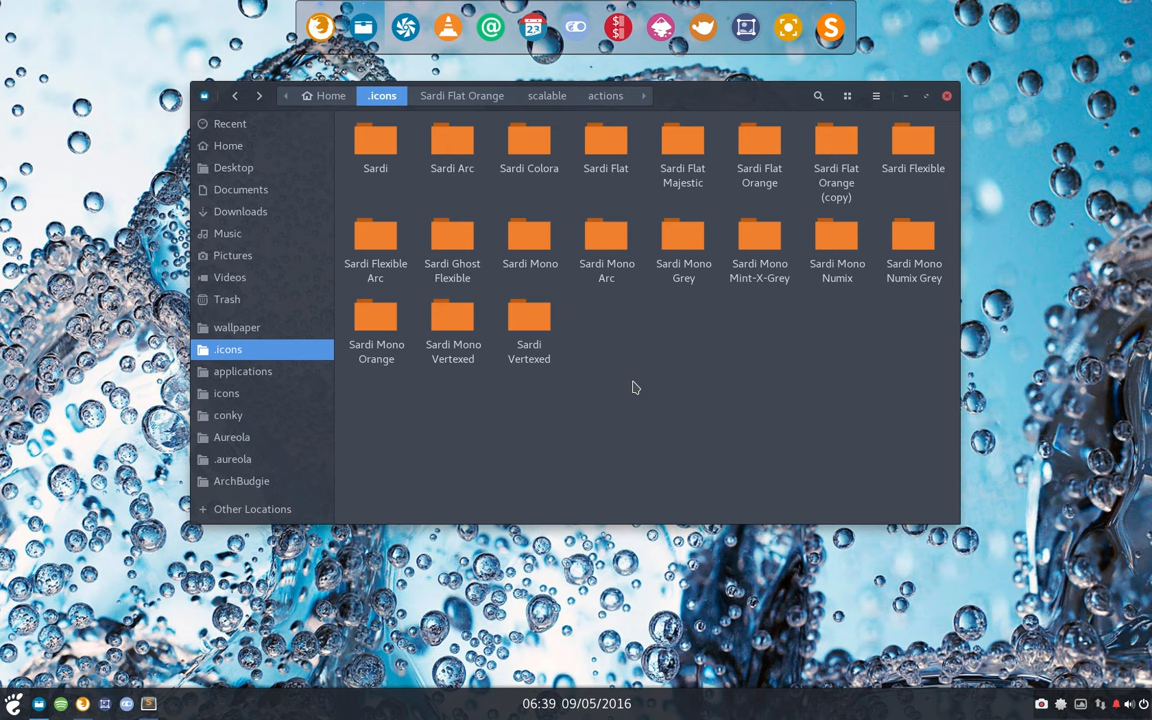 23
@
$$
$$
S
Home
.icons
Sardi Flat Orange
scalable
actions
Recent
Home
Desktop
Documents
Downloads
Music
Pictures
Videos
Trash
wallpaper
.icons
applications
icons
conky
Aureola
.aureola
ArchBudgie
Other Locations
Sardi
Sardi Arc
Sardi Colora
Sardi Flat
Sardi Flat
Majestic
Sardi Flat
Orange
Sardi Flat
Orange
(copy)
Sardi Flexible
Sardi Flexible
Arc
Sardi Ghost
Flexible
Sardi Mono
Sardi Mono
Arc
Sardi Mono
Grey
Sardi Mono
Mint-X-Grey
Sardi Mono
Numix
Sardi Mono
Numix Grey
Sardi Mono
Orange
Sardi Mono
Vertexed
Sardi
Vertexed
06:39 09/05/2016